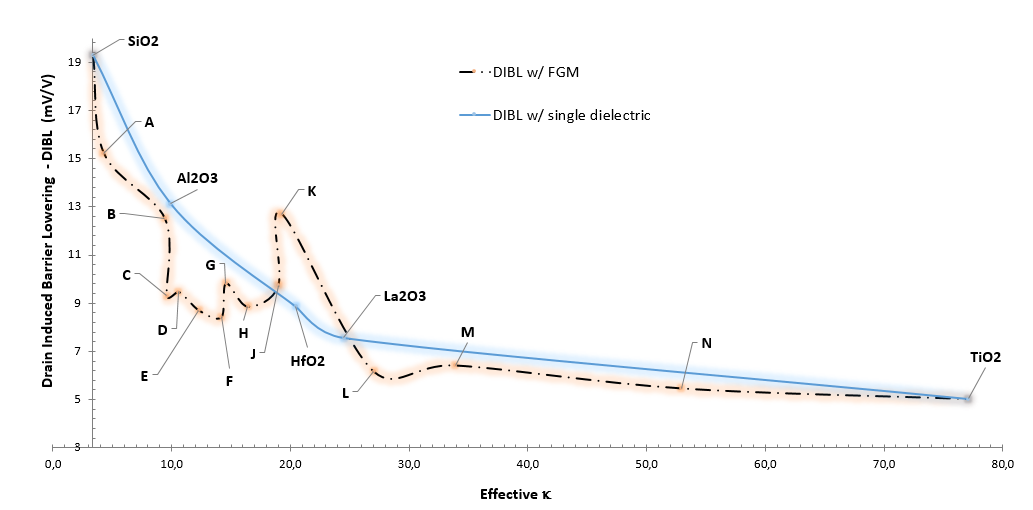 SiO2
19
DIBL w/ FGM
17
DIBL w/ single dielectric
A
15
Al2O3
K
13
B
11
G
C
La2O3
9
D
H
M
J
HfO2
N
7
TiO2
E
F
L
5
3
0,0 10,0 20,0 30,0 40,0 50,0 60,0 70,0 80,0
Drain Induced Barrier Lowering - DIBL (mV/V)
Effective κ